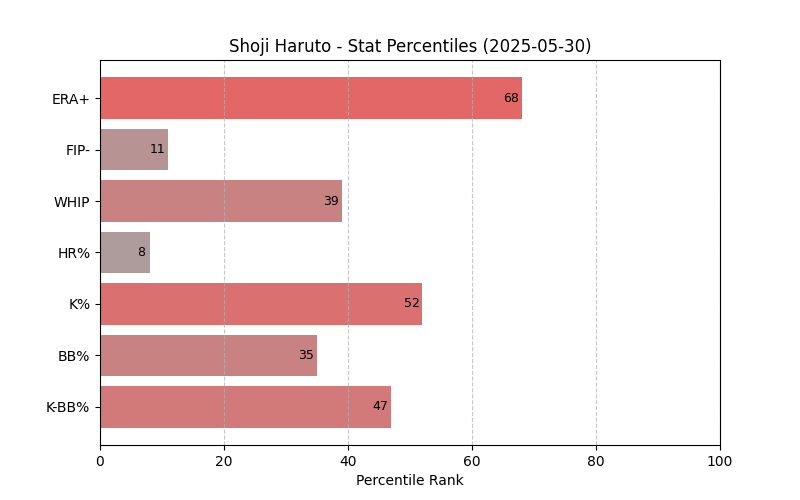 Shoji Haruto - Stat Percentiles (2025-05-30)
ERA+ 68
FIP- 11
WHIP 39
HR% 8
K% 52
BB% 35
K-BB% 47
0 20 40 60 80 100
Percentile Rank